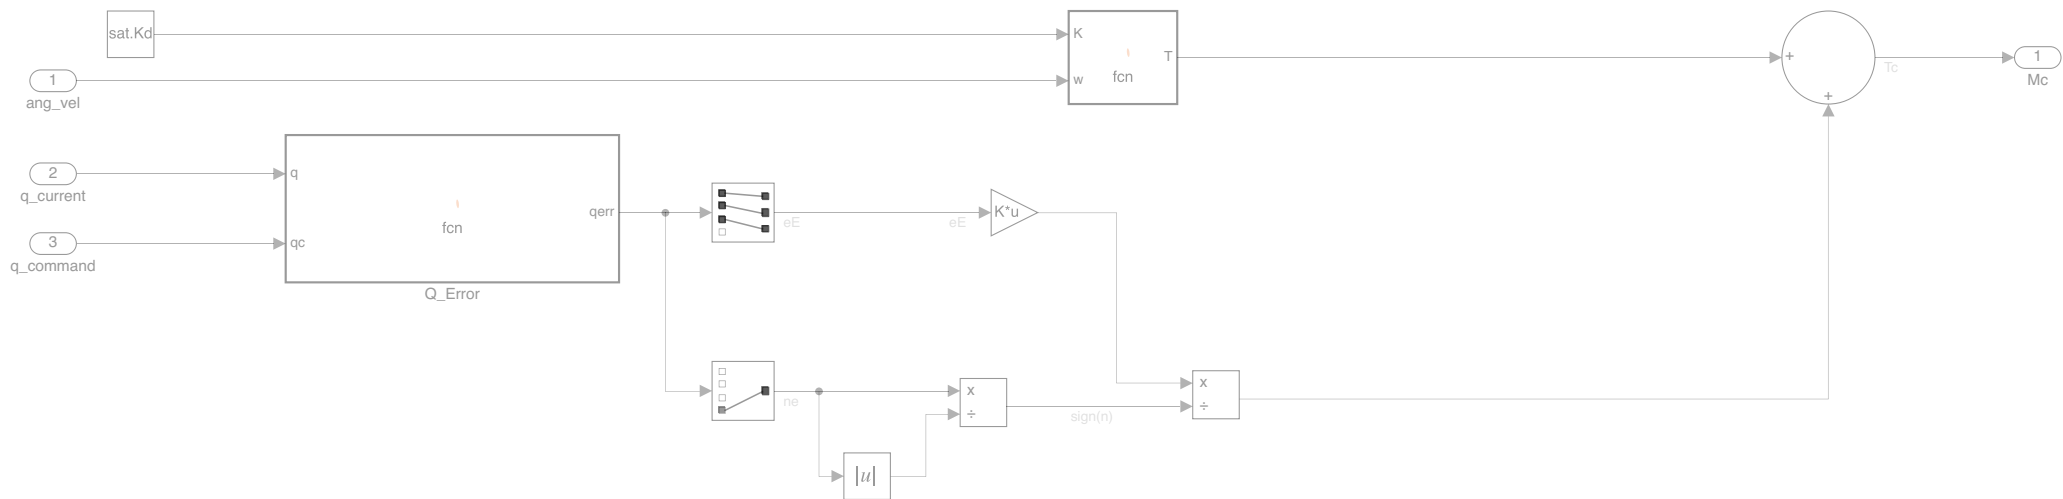 sat.Kd
K
w
fcn
T
1
ang_vel
+
+
Tc
1
Mc
2
q_current
3
q_command
q
qc
fcn
qerr
Q_Error
eE
eE
K*u
ne
x
÷
|u|
sign(n)
x
÷